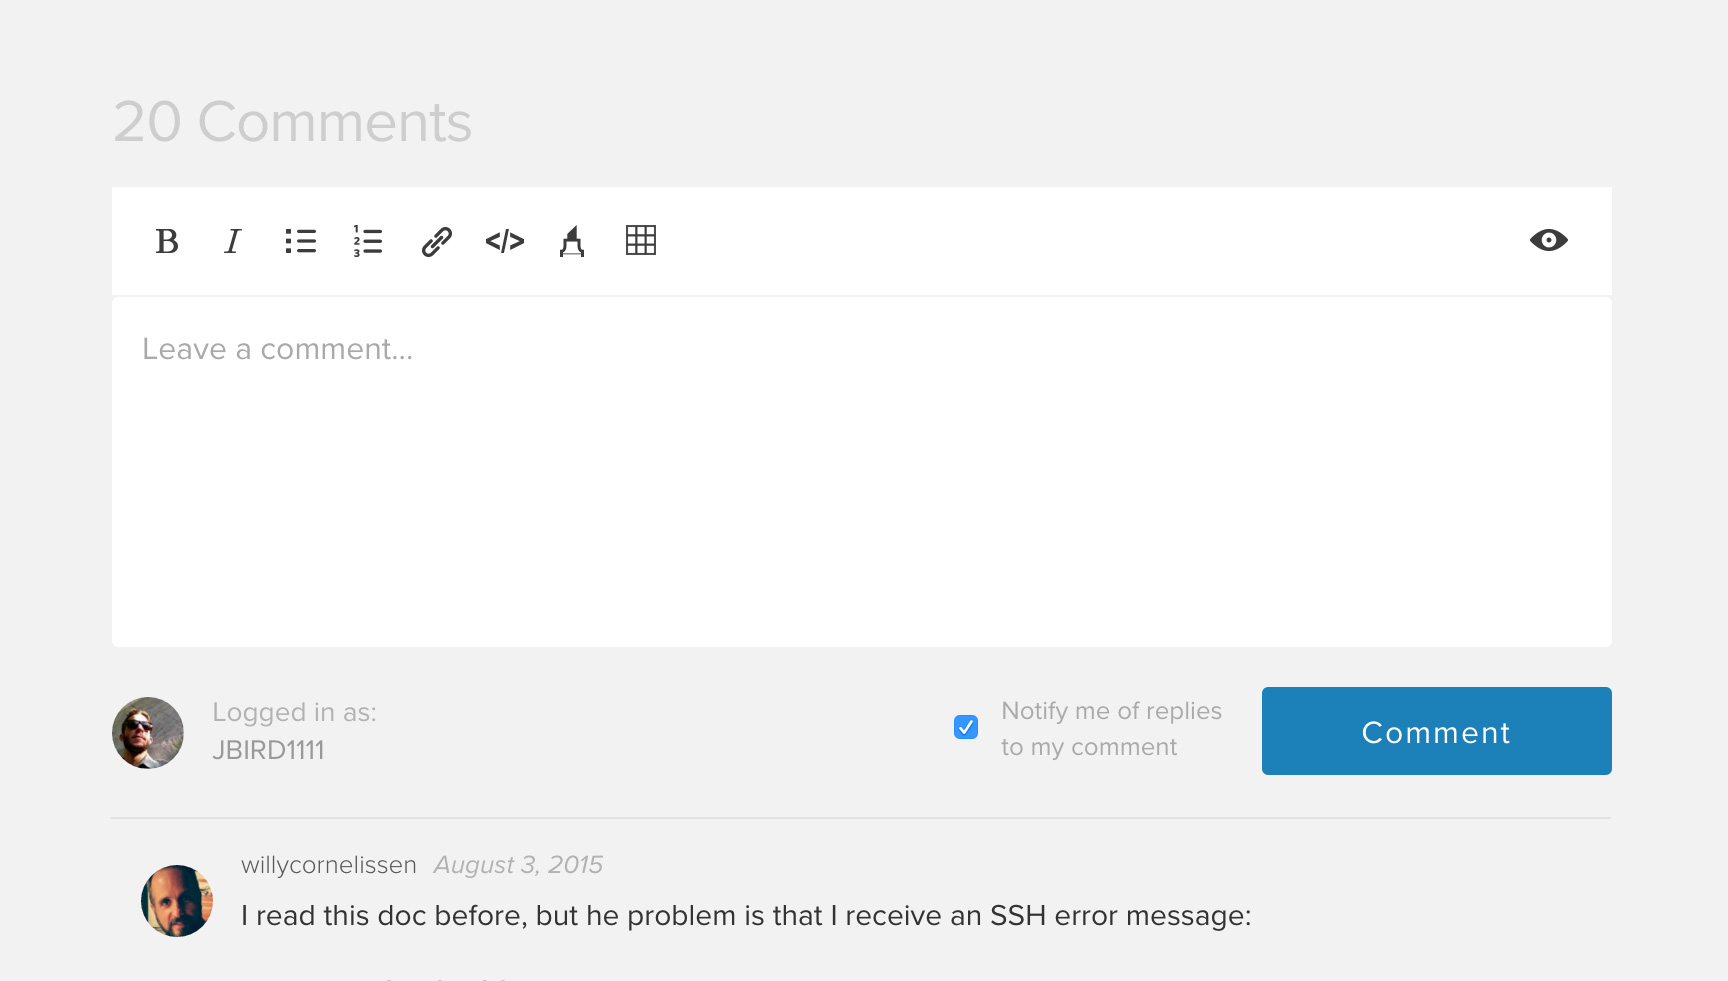 20 Comments
B I </>
Leave a comment...
Logged in as:
JBIRD1111
Notify me of replies
to my comment
Comment
willycornelissen August 3, 2015
I read this doc before, but he problem is that I receive an SSH error message: